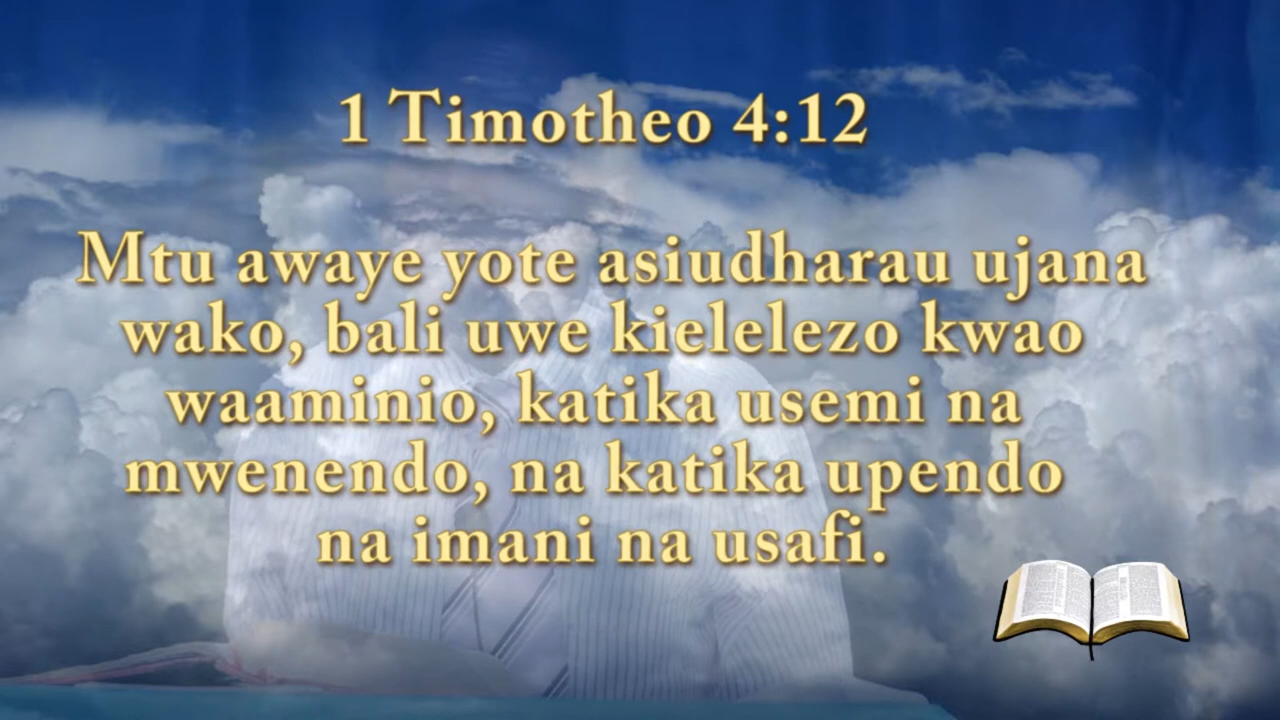 1 Timotheo 4:12
Mtu awaye yote asiudharau ujana
wako, bali uwe kielelezo kwao
waaminio, katika usemi na
mwenendo, na katika upendo
na imani na usafi.